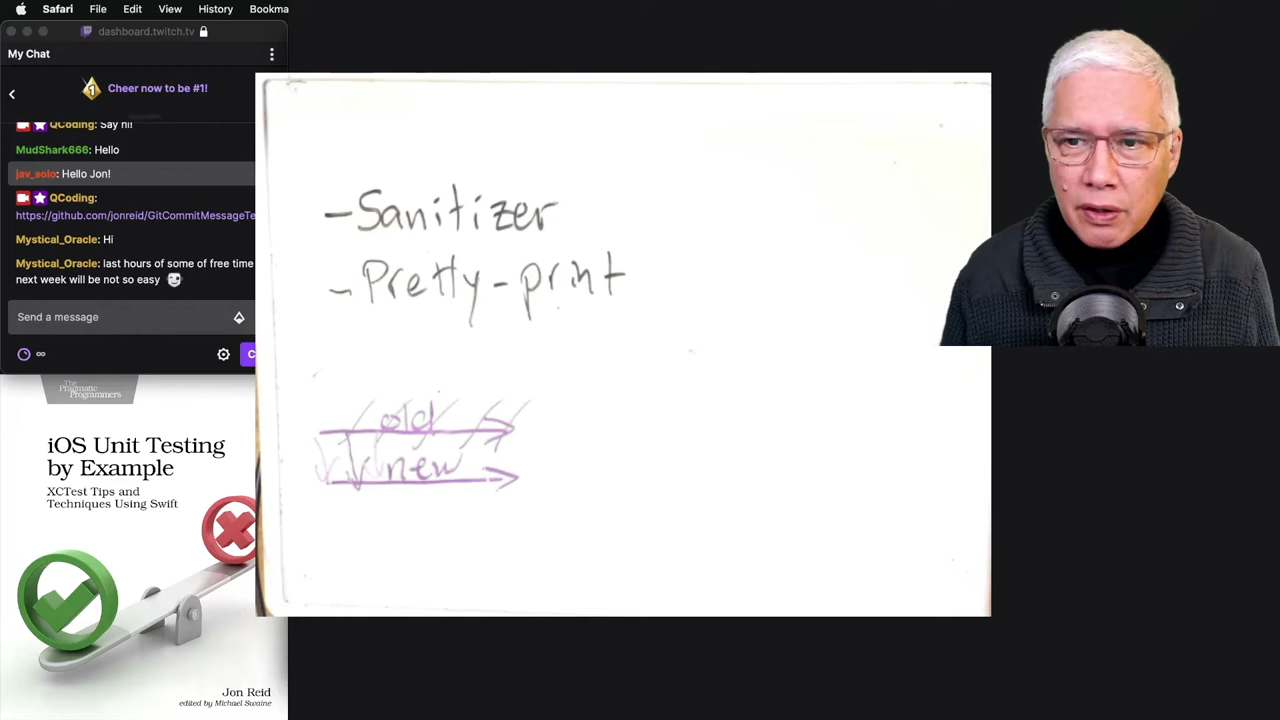 Safari File Edit View History Bookma
dashboard.twitch.tv
My Chat
1
Cheer now to be #1!
QCoding: Say hi!
MudShark666: Hello
jav_solo: Hello Jon!
QCoding:
https://github.com/jonreid/GitCommitMessageTe
Mystical_Oracle: Hi
Mystical_Oracle: last hours of some of free time
next week will be not so easy
Send a message
C
The
Pragmatic
Programmers
iOS Unit Testing
by Example
XCTest Tips and
Techniques Using Swift
Jon Reid
edited by Michael Swaine
- Sanitizer
- Pretty-print
old
new